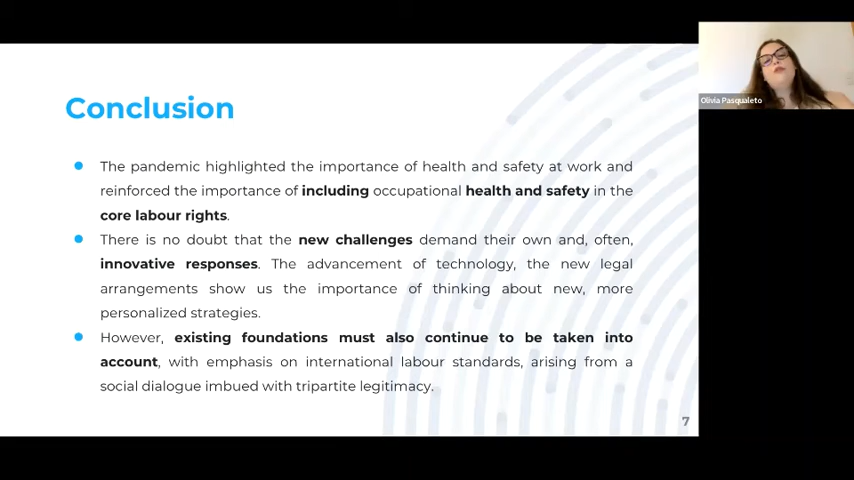 Conclusion
The pandemic highlighted the importance of health and safety at work and
reinforced the importance of including occupational health and safety in the
core labour rights.
There is no doubt that the new challenges demand their own and, often,
innovative responses. The advancement of technology, the new legal
arrangements show us the importance of thinking about new, more
personalized strategies.
However, existing foundations must also continue to be taken into
account, with emphasis on international labour standards, arising from a
social dialogue imbued with tripartite legitimacy.
7
Olivia Pasqualeto